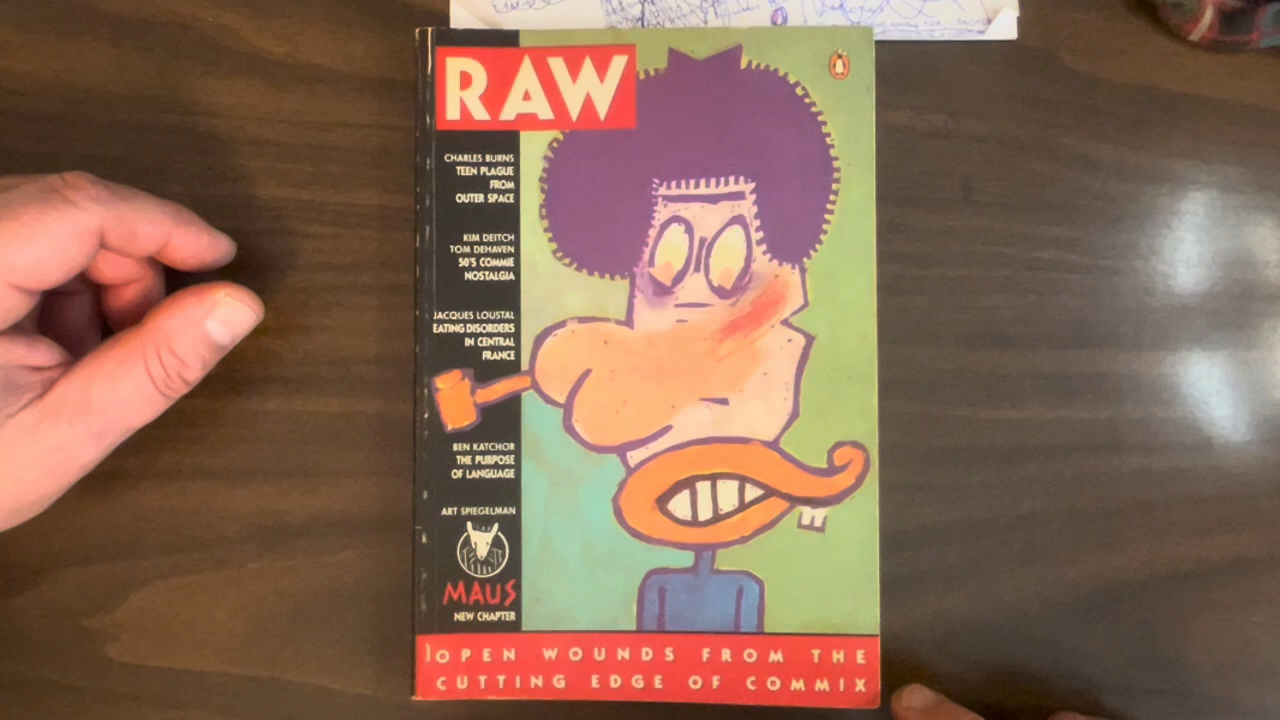 RAW
CHARLES BURNS
TEEN PLAGUE
FROM
OUTER SPACE
KIM DEITCH
TOM DEHAVEN
50'S COMMIE
NOSTALGIA
JACQUES LOUSTAL
EATING DISORDERS
IN CENTRAL
FRANCE
BEN KATCHOR
THE PURPOSE
OF LANGUAGE
ART SPIEGELMAN
MAUS
NEW CHAPTER
OPEN WOUNDS FROM THE
CUTTING EDGE OF COMMIX